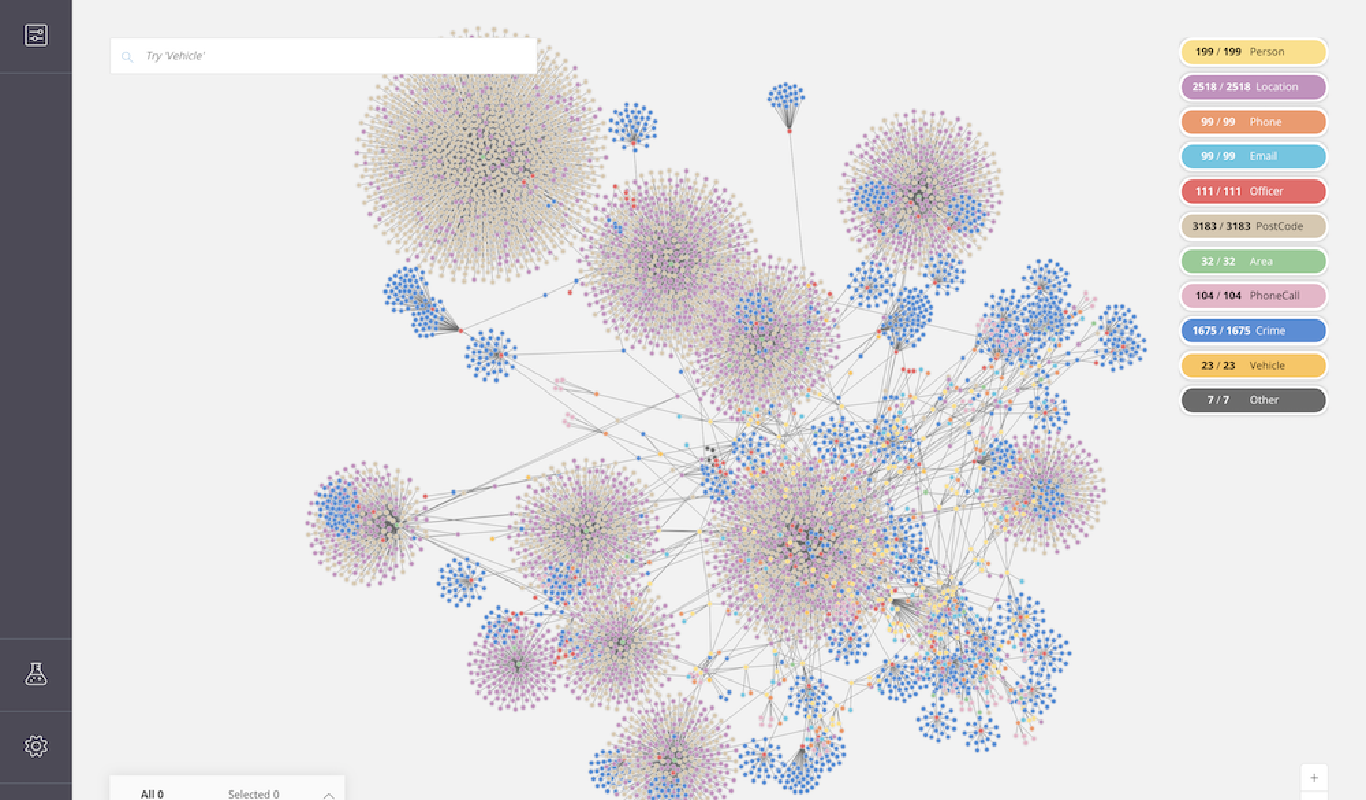 Try 'Vehicle'
199 / 199 Person
2518 / 2518 Location
99 / 99 Phone
99 / 99 Email
111 / 111 Officer
3183 / 3183 PostCode
32 / 32 Area
104 / 104 PhoneCall
1675 / 1675 Crime
23 / 23 Vehicle
7 / 7 Other
All 0 Selected 0
+